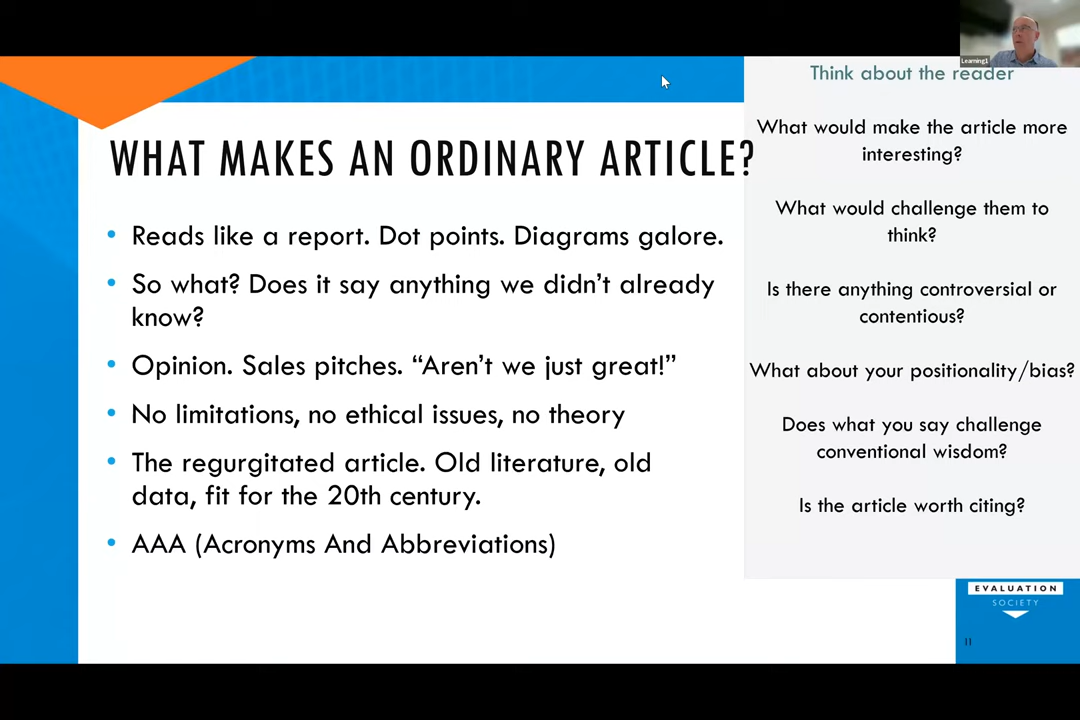 Learning1
WHAT MAKES AN ORDINARY ARTICLE?
• Reads like a report. Dot points. Diagrams galore.
• So what? Does it say anything we didn't already
know?
• Opinion. Sales pitches. “Aren't we just great!”
• No limitations, no ethical issues, no theory
• The regurgitated article. Old literature, old
data, fit for the 20th century.
• AAA (Acronyms And Abbreviations)
Think about the reader
What would make the article more
interesting?
What would challenge them to
think?
Is there anything controversial or
contentious?
What about your positionality/bias?
Does what you say challenge
conventional wisdom?
Is the article worth citing?
EVALUATION
SOCIETY
11